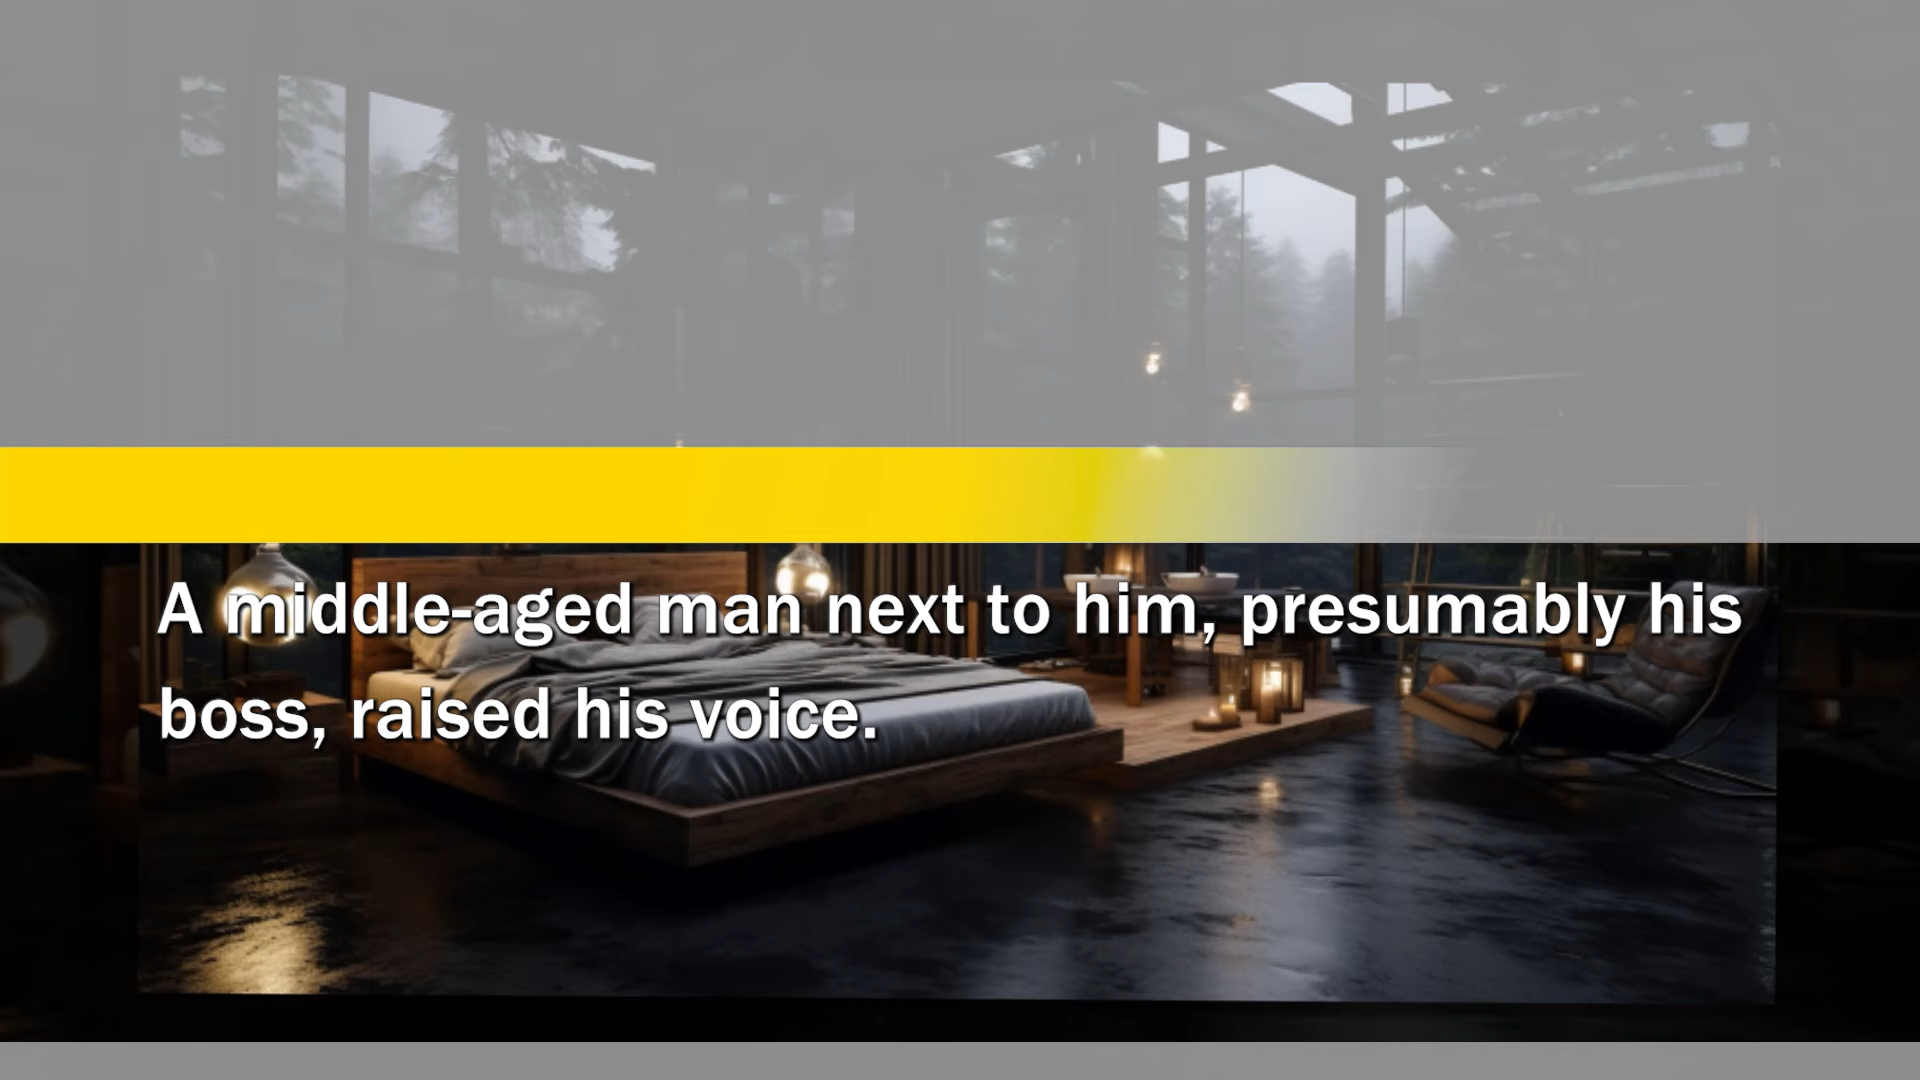 A middle-aged man next to him, presumably his
boss, raised his voice.